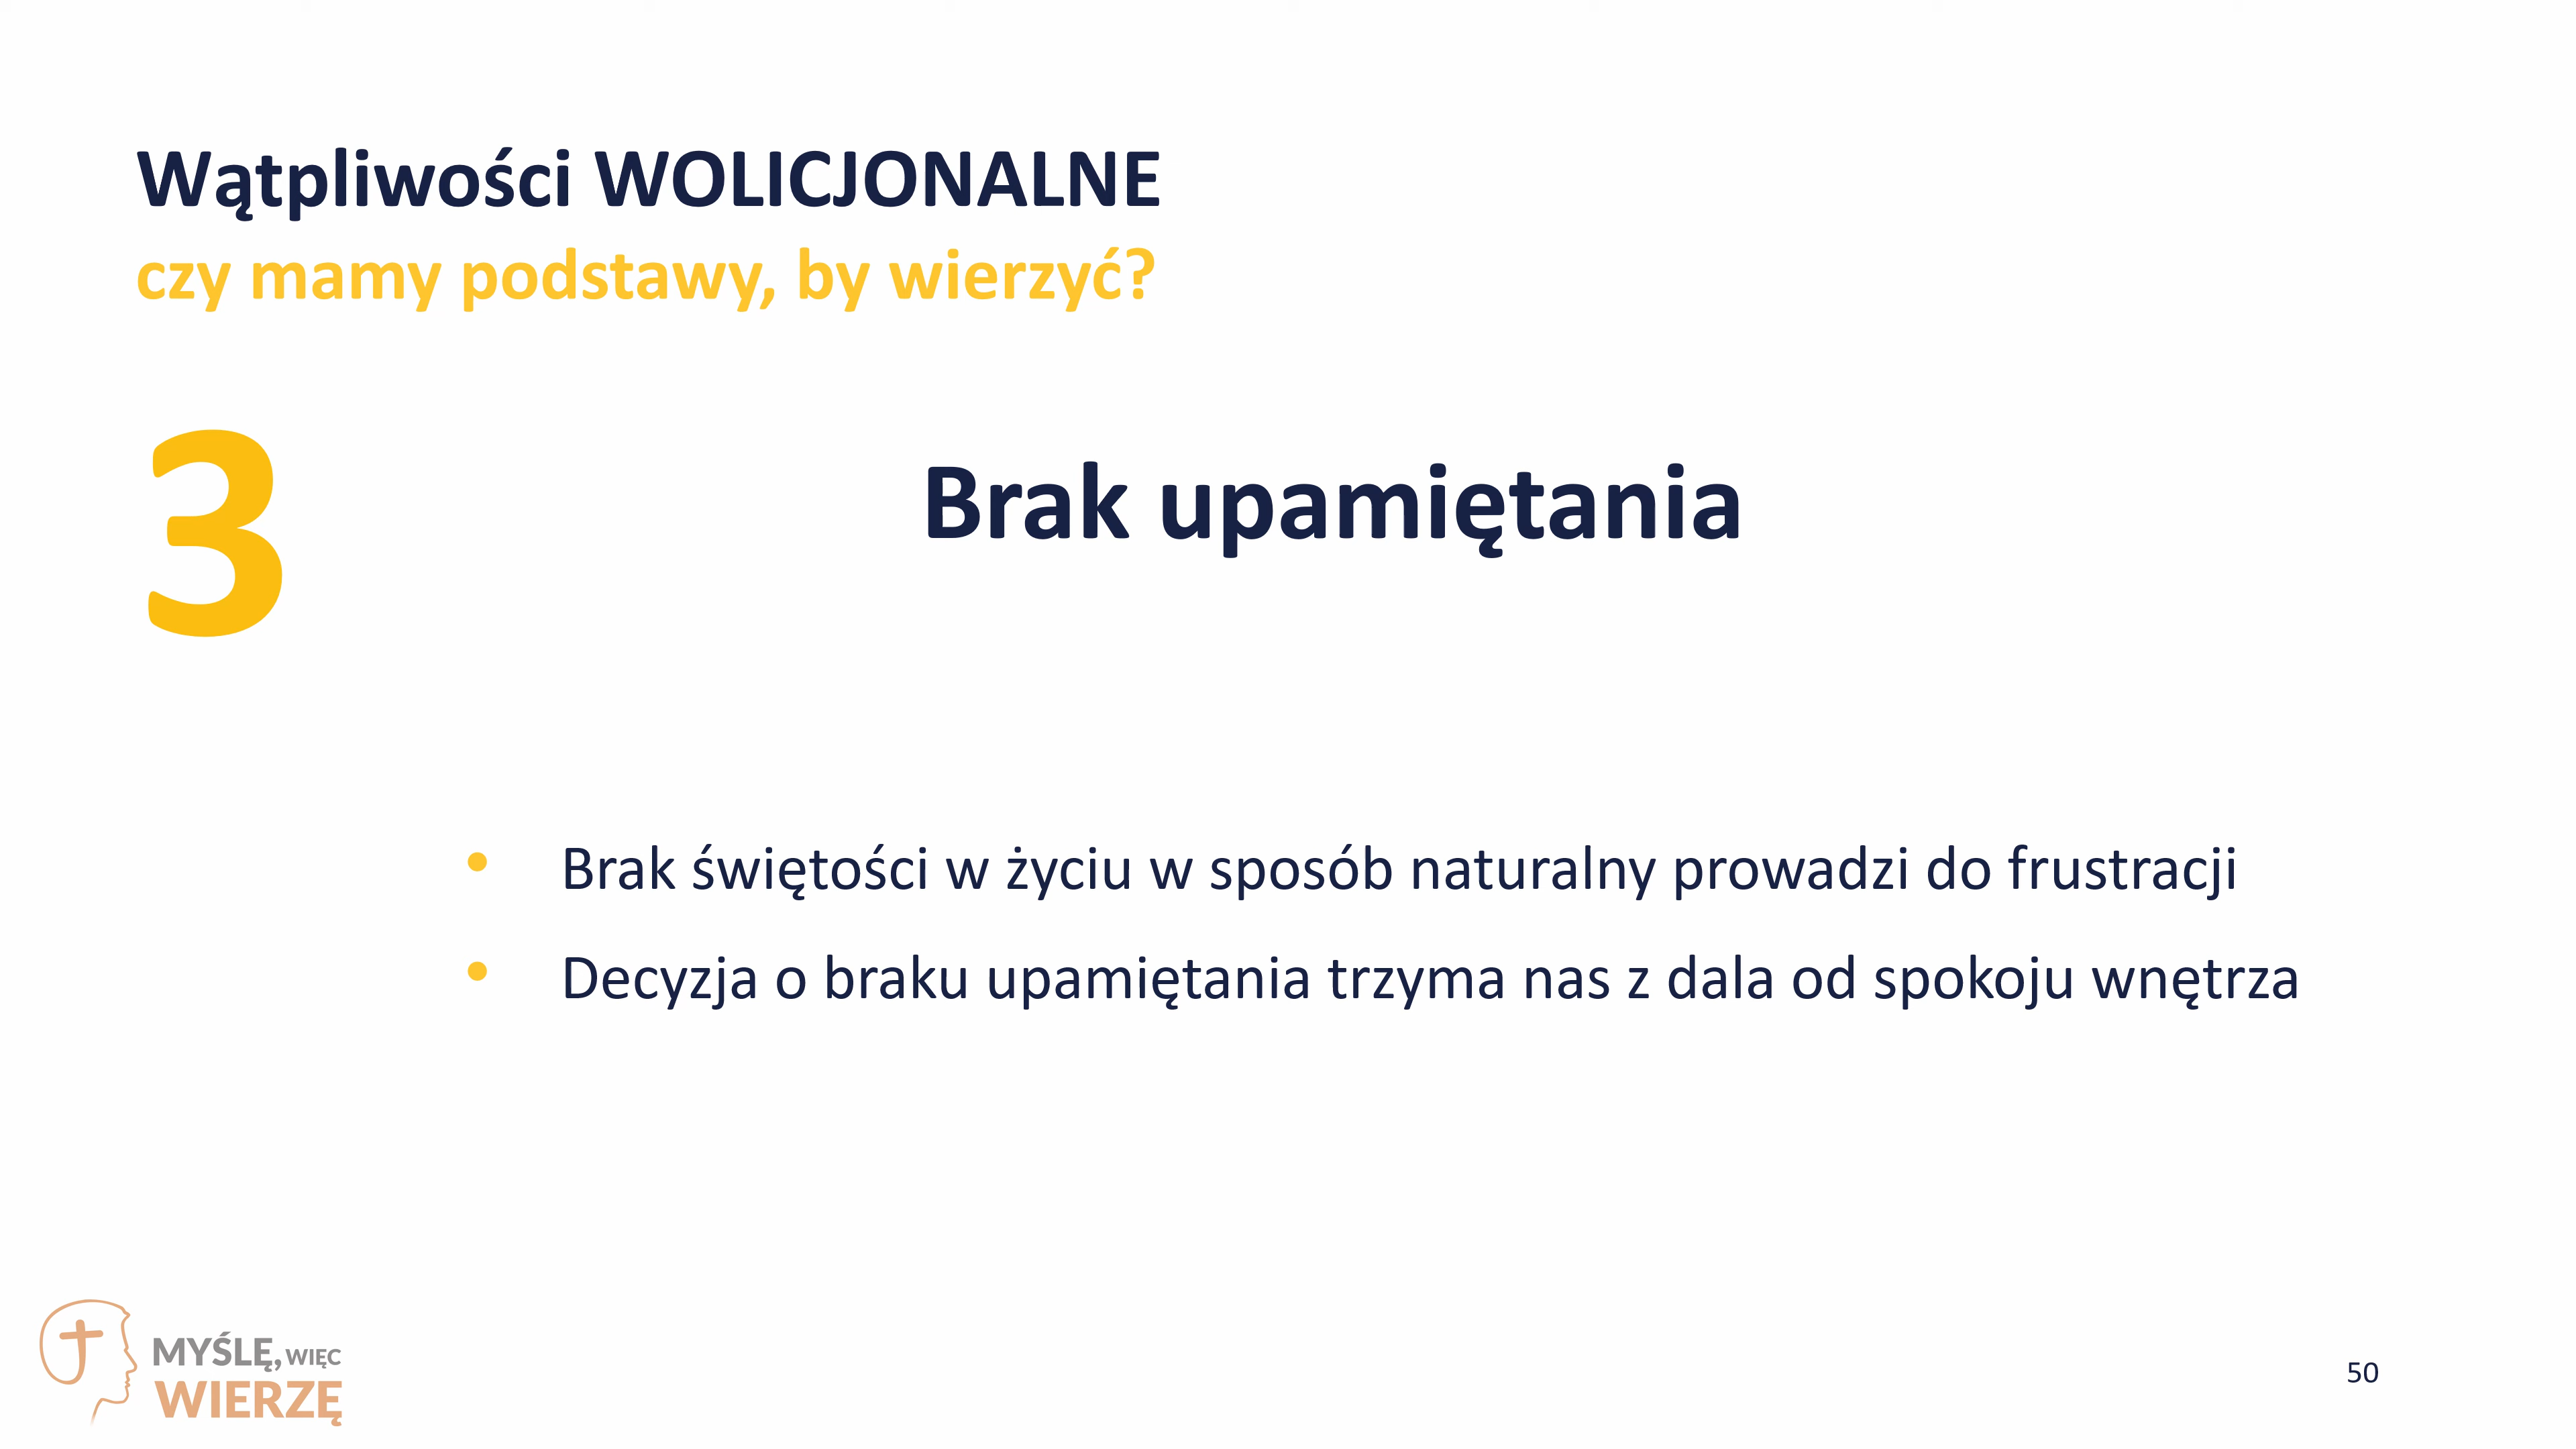 Wątpliwości WOLICJONALNE
czy mamy podstawy, by wierzyć?
3
Brak upamiętania
• Brak świętości w życiu w sposób naturalny prowadzi do frustracji
• Decyzja o braku upamiętania trzyma nas z dala od spokoju wnętrza
MYŚLĘ, WIĘC
WIERZĘ
50